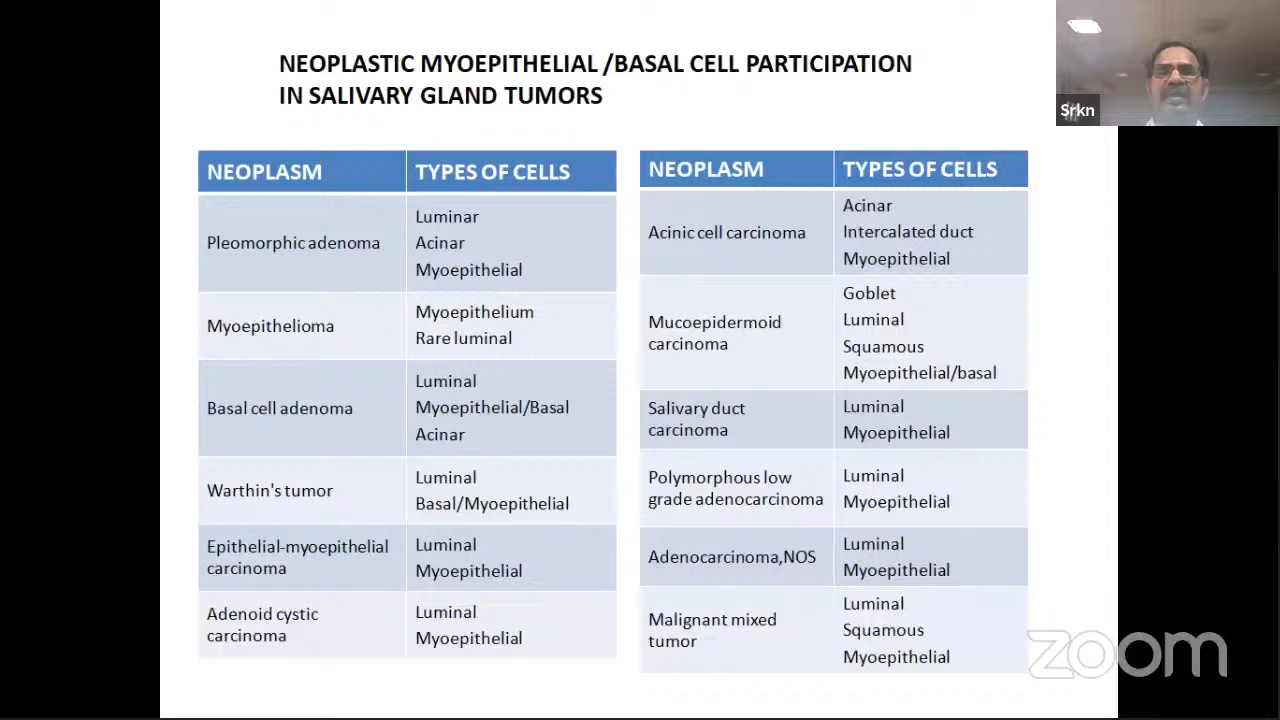 NEOPLASTIC MYOEPITHELIAL /BASAL CELL PARTICIPATION
IN SALIVARY GLAND TUMORS
Srkn
NEOPLASM
TYPES OF CELLS
Pleomorphic adenoma
Luminar
Acinar
Myoepithelial
Myoepithelioma
Myoepithelium
Rare luminal
Basal cell adenoma
Luminal
Myoepithelial/Basal
Acinar
Warthin's tumor
Luminal
Basal/Myoepithelial
Epithelial-myoepithelial
carcinoma
Luminal
Myoepithelial
Adenoid cystic
carcinoma
Luminal
Myoepithelial
NEOPLASM
TYPES OF CELLS
Acinic cell carcinoma
Acinar
Intercalated duct
Myoepithelial
Mucoepidermoid
carcinoma
Goblet
Luminal
Squamous
Myoepithelial/basal
Salivary duct
carcinoma
Luminal
Myoepithelial
Polymorphous low
grade adenocarcinoma
Luminal
Myoepithelial
Adenocarcinoma,NOS
Luminal
Myoepithelial
Malignant mixed
tumor
Luminal
Squamous
Myoepithelial
zoom